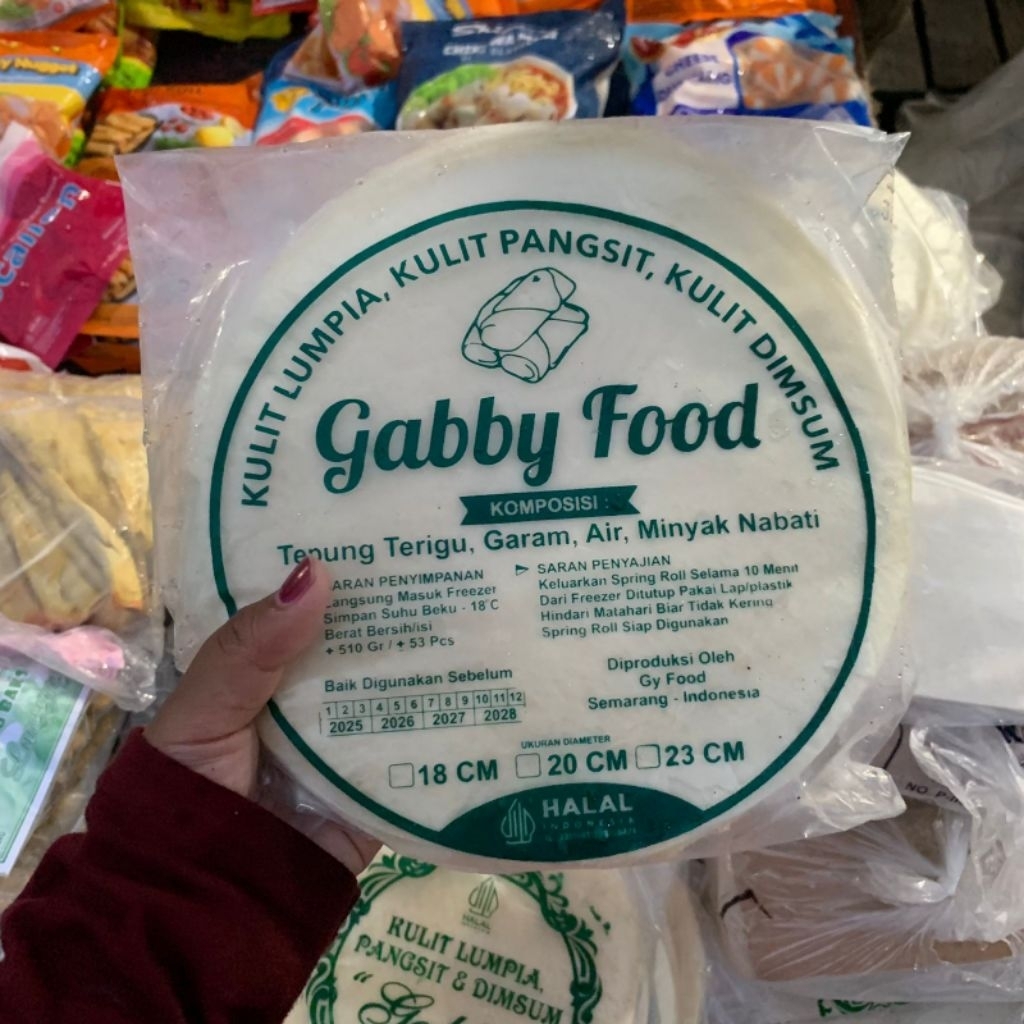 KULIT LUMPIA, KULIT PANGSIT, KULIT DIMSUM
Gabby Food
KOMPOSISI :
Tepung Terigu, Garam, Air, Minyak Nabati
ARAN PENYIMPANAN
Langsung Masuk Freezer
Simpan Suhu Beku - 18°C
Berat Bersih/isi
+ 510 Gr / ± 53 Pcs
SARAN PENYAJIAN
Keluarkan Spring Roll Selama 10 Menit
Dari Freezer Ditutup Pakai Lap/plastik
Hindari Matahari Biar Tidak Kering
Spring Roll Siap Digunakan
Baik Digunakan Sebelum
1 2 3 4 5 6 7 8 9 10 11 12
2025 2026 2027 2028
Diproduksi Oleh
Gy Food
Semarang - Indonesia
UKURAN DIAMETER
18 CM 20 CM 23 CM
HALAL
INDONESIA
HALAL
KULIT LUMPIA,
PANGSIT & DIMSUM